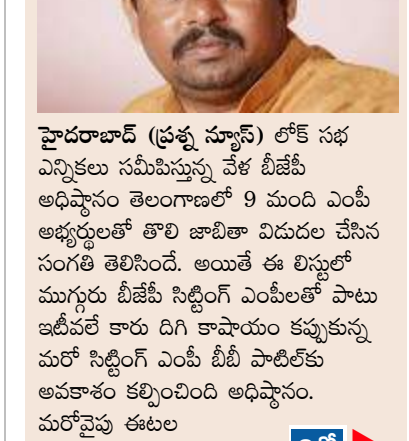 హైదరాబాద్ (ప్రశ్న న్యూస్) లోక్ సభ
ఎన్నికలు సమీపిస్తున్న వేళ బీజేపీ
అధిష్ఠానం తెలంగాణలో 9 మంది ఎంపీ
అభ్యర్థులతో తొలి జాబితా విడుదల చేసిన
సంగతి తెలిసిందే. అయితే ఈ లిస్టులో
ముగ్గురు బీజేపీ సిట్టింగ్ ఎంపీలతో పాటు
ఇటీవలే కారు దిగి కాషాయం కప్పుకున్న
మరో సిట్టింగ్ ఎంపీ బీబీ పాటిల్‌కు
అవకాశం కల్పించింది అధిష్ఠానం.
మరోవైపు ఈటల